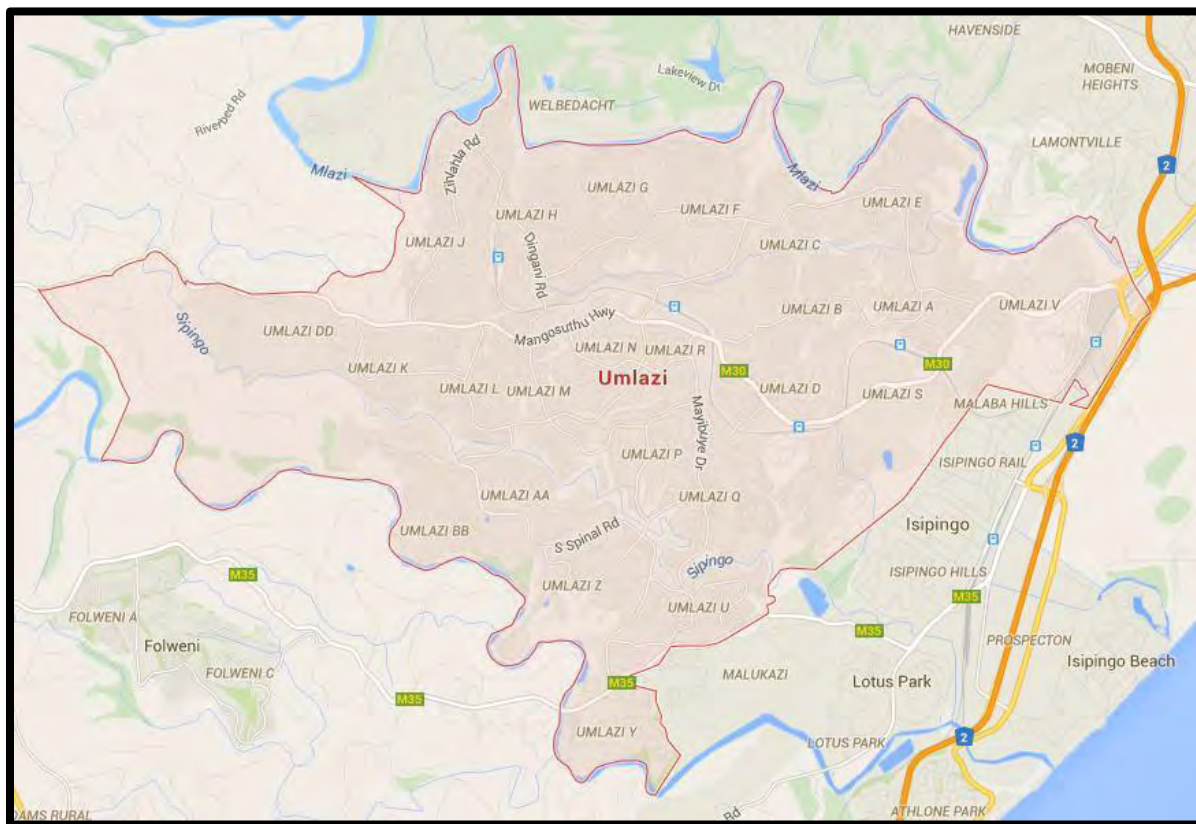 HAVENSIDE
MOBENI
HEIGHTS
Lakeview Dr
WELBEDACHT
Riverbed Rd
LAMONTVILLE
2
Mlazi
Zihlahla Rd
Mlazi
UMLAZI G
UMLAZI E
UMLAZI H
UMLAZI F
UMLAZI J
UMLAZI C
Dingani Rd
UMLAZI V
UMLAZI B
UMLAZI A
Sipingo
UMLAZI DD
Mangosuthu Hwy
UMLAZI N
UMLAZI R
UMLAZI K
Umlazi
M30
M30
UMLAZI L
UMLAZI M
UMLAZI D
UMLAZI S
MALABA HILLS
Mayibuye Dr
2
UMLAZI P
ISIPINGO RAIL
UMLAZI AA
UMLAZI Q
UMLAZI BB
S Spinal Rd
Isipingo
Sipingo
M35
ISIPINGO HILLS
UMLAZI Z
M35
UMLAZI U
FOLWENI A
M35
Folweni
PROSPECTON
Isipingo Beach
FOLWENI C
MALUKAZI
M35
Lotus Park
M35
UMLAZI Y
LOTUS PARK
2
DAMS RURAL
Rd
ATHLONE PARK